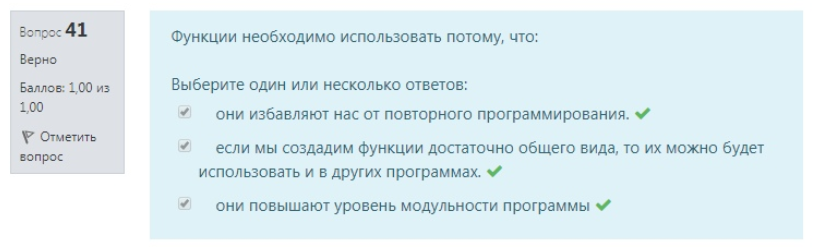 Вопрос 41
Верно
Баллов: 1,00 из
1,00
Отметить
вопрос
Функции необходимо использовать потому, что:
Выберите один или несколько ответов:
они избавляют нас от повторного программирования.
если мы создадим функции достаточно общего вида, то их можно будет
использовать и в других программах.
они повышают уровень модульности программы